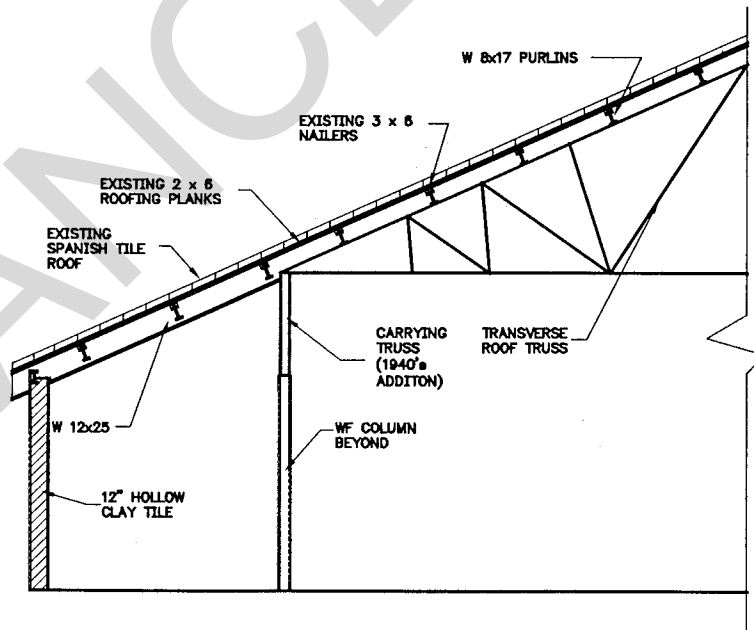 W 8x17 PURLINS
EXISTING 3 x 6
NAILERS
EXISTING 2 x 6
ROOFING PLANKS
EXISTING
SPANISH TILE
ROOF
CARRYING
TRUSS
(1940's
ADDITON)
TRANSVERSE
ROOF TRUSS
W 12x25
WF COLUMN
BEYOND
12" HOLLOW
CLAY TILE
ANCE